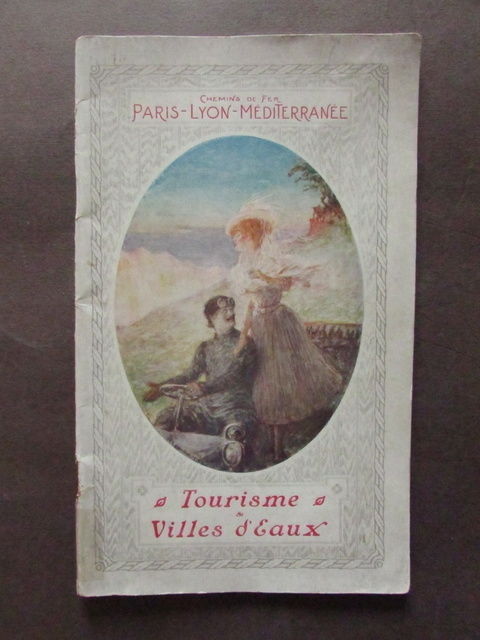 Chemins de Fer
Paris-Lyon-Méditerranée
Tourisme
&
Villes d'Eaux